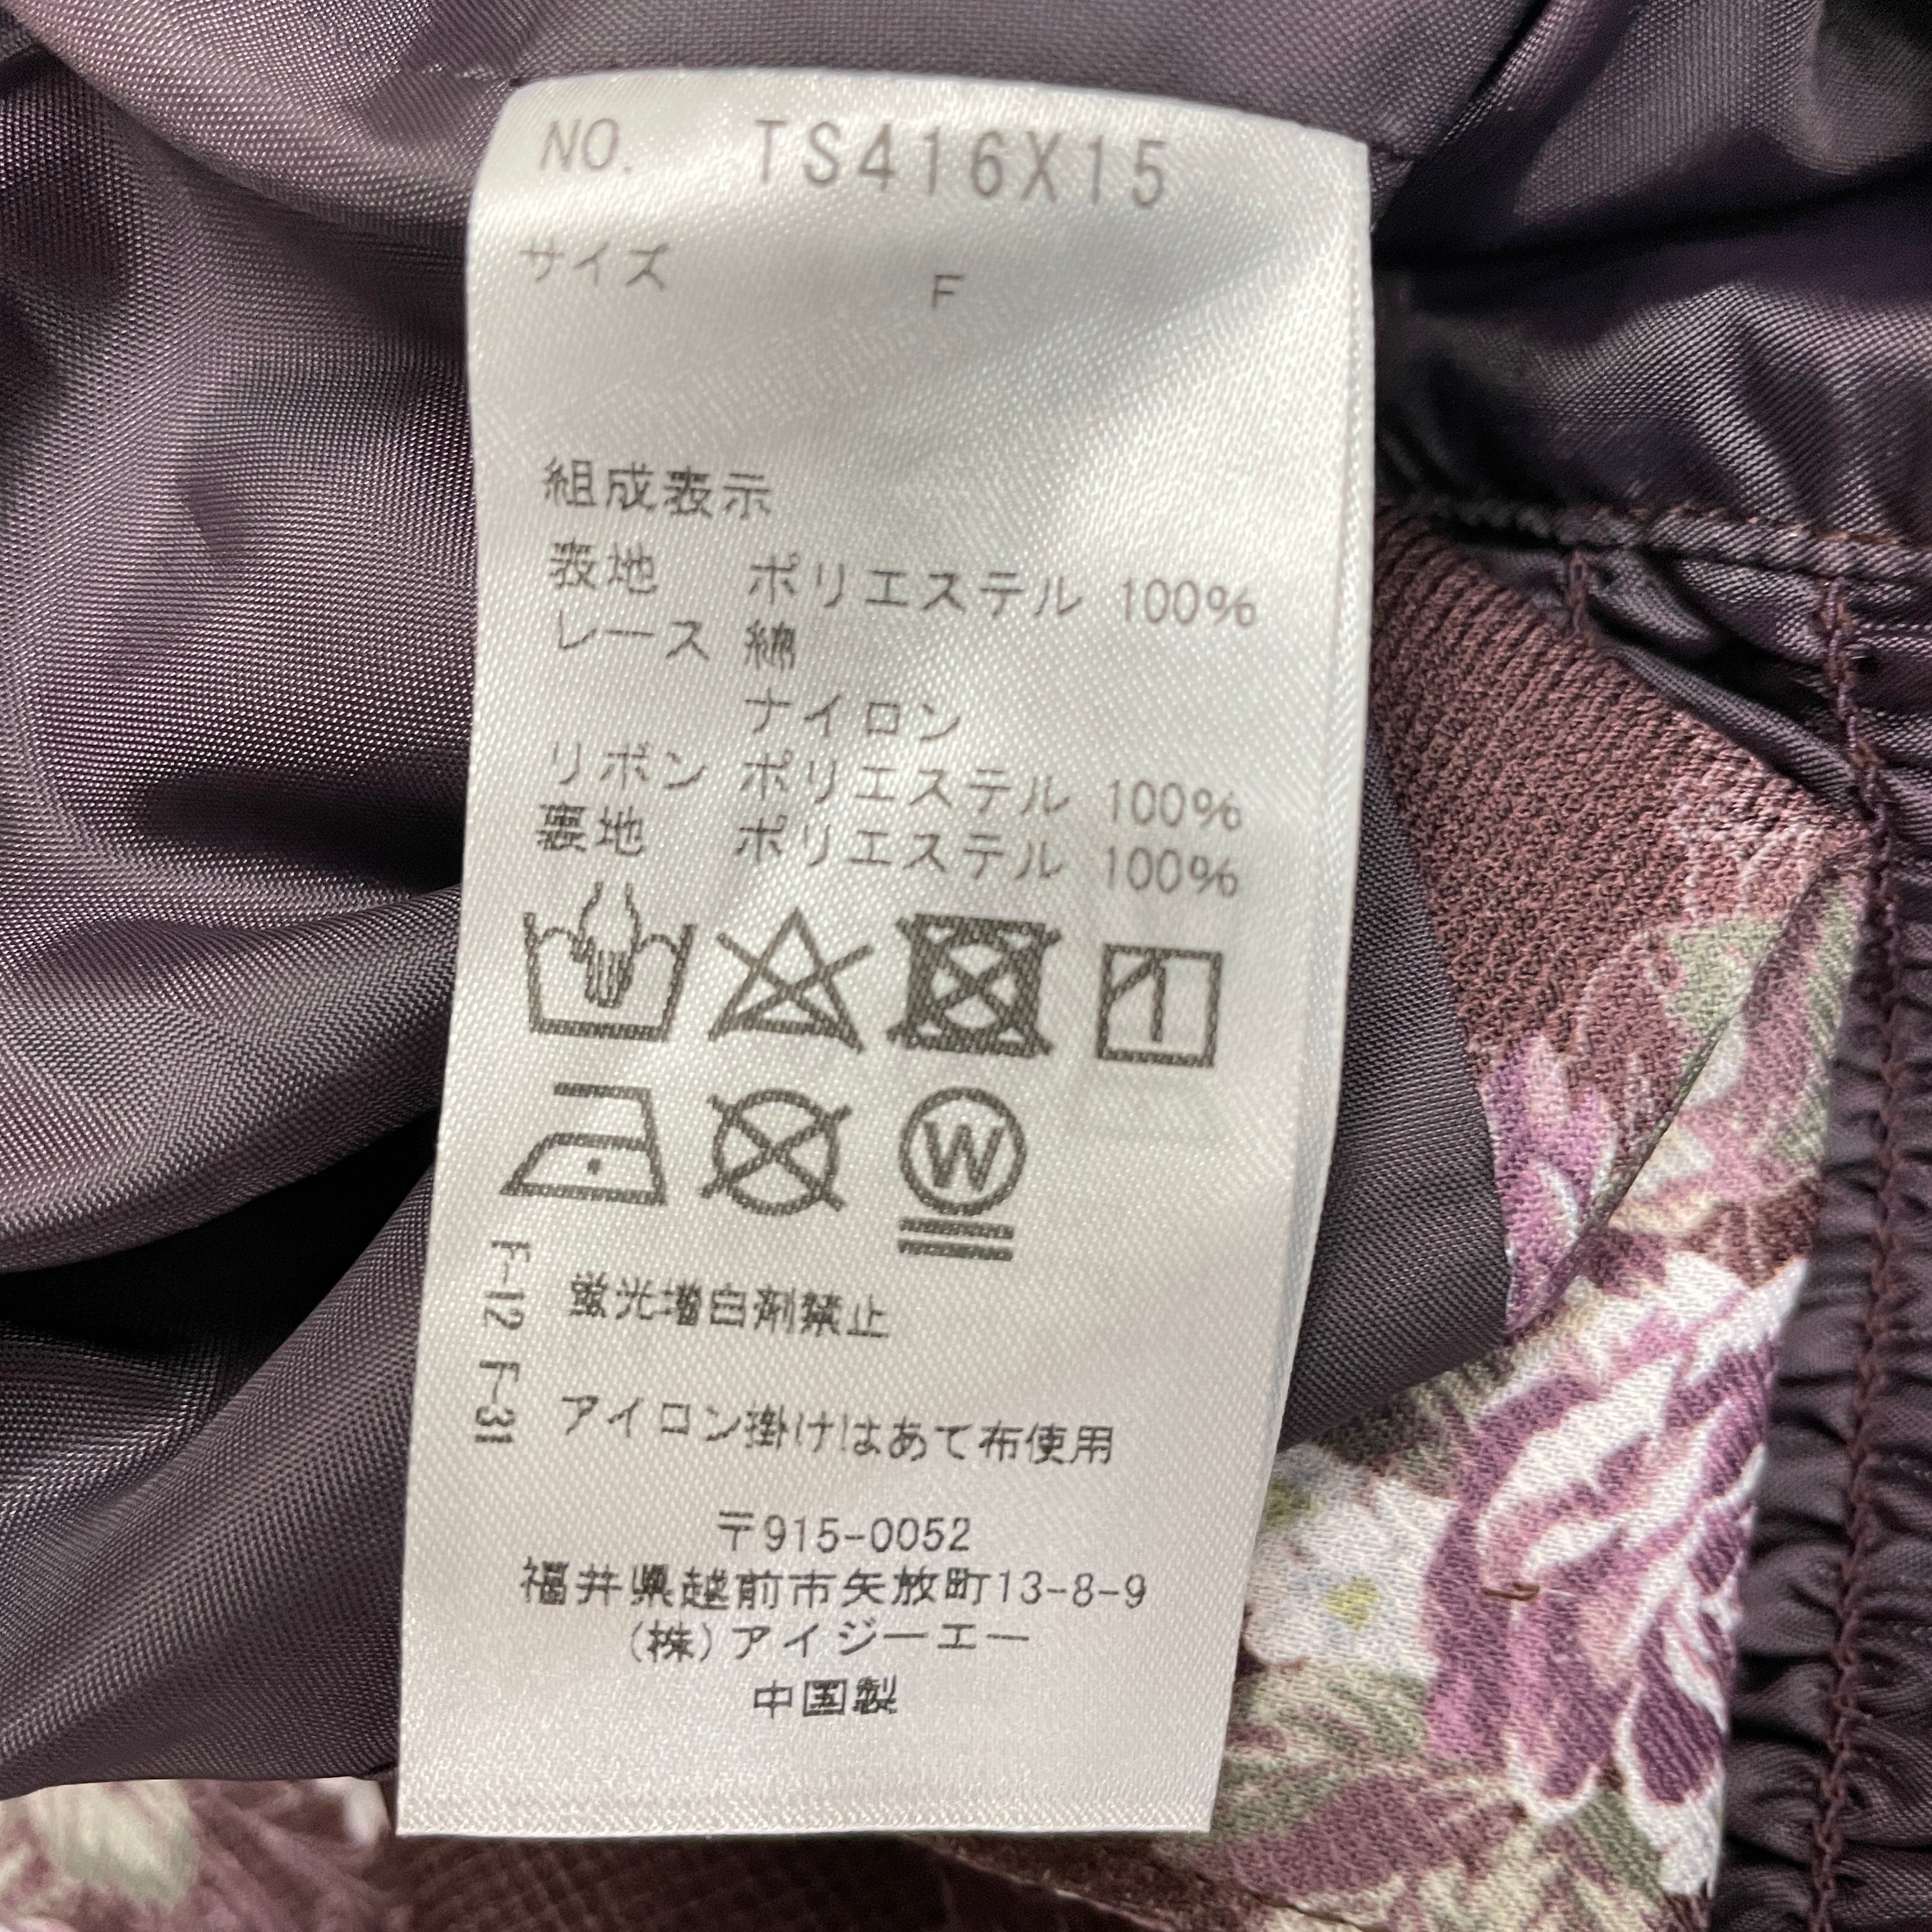 NO. TS416X15
サイズ F
組成表示
表地 ポリエステル 100%
レース 綿
ナイロン
リボン ポリエステル 100%
裏地 ポリエステル 100%
W
蛍光増白剤禁止
F-12 F-31
アイロン掛けはあて布使用
〒915-0052
福井県越前市矢放町13-8-9
(株)アイジーエー
中国製